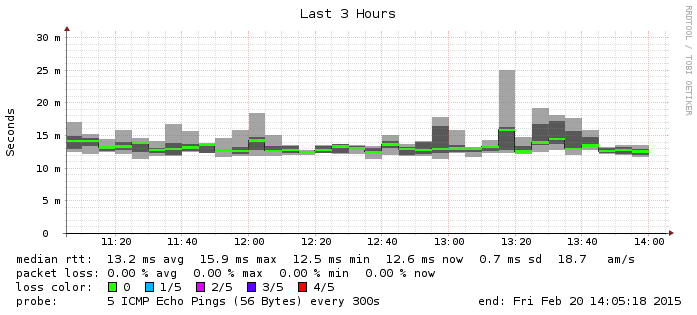 Last 3 Hours
RRDTOOL / TOBI OETIKER
Seconds
30 m
25 m
20 m
15 m
10 m
5 m
0
11:20 11:40 12:00 12:20 12:40 13:00 13:20 13:40 14:00
median rtt: 13.2 ms avg 15.9 ms max 12.5 ms min 12.6 ms now 0.7 ms sd 18.7 am/s
packet loss: 0.00 % avg 0.00 % max 0.00 % min 0.00 % now
loss color: 0 1/5 2/5 3/5 4/5
probe: 5 ICMP Echo Pings (56 Bytes) every 300s end: Fri Feb 20 14:05:18 2015